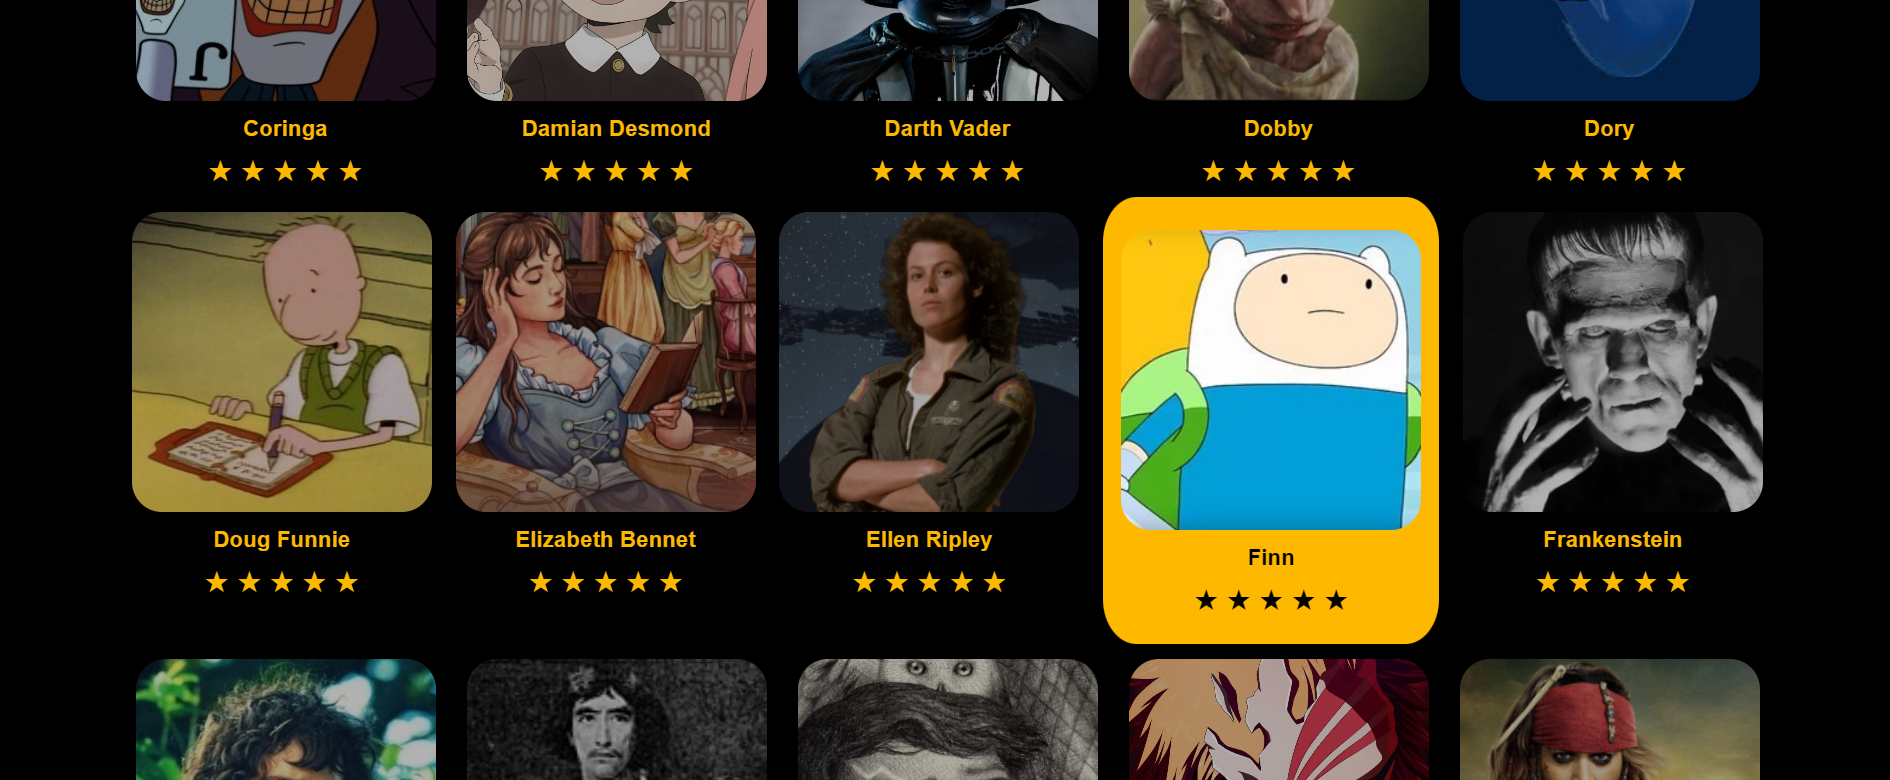 Coringa
Damian Desmond
Darth Vader
Dobby
Dory
★ ★ ★ ★ ★
★ ★ ★ ★ ★
★ ★ ★ ★ ★
★ ★ ★ ★ ★
★ ★ ★ ★ ★
Doug Funnie
Elizabeth Bennet
Ellen Ripley
Finn
Frankenstein
★ ★ ★ ★ ★
★ ★ ★ ★ ★
★ ★ ★ ★ ★
★ ★ ★ ★ ★
★ ★ ★ ★ ★